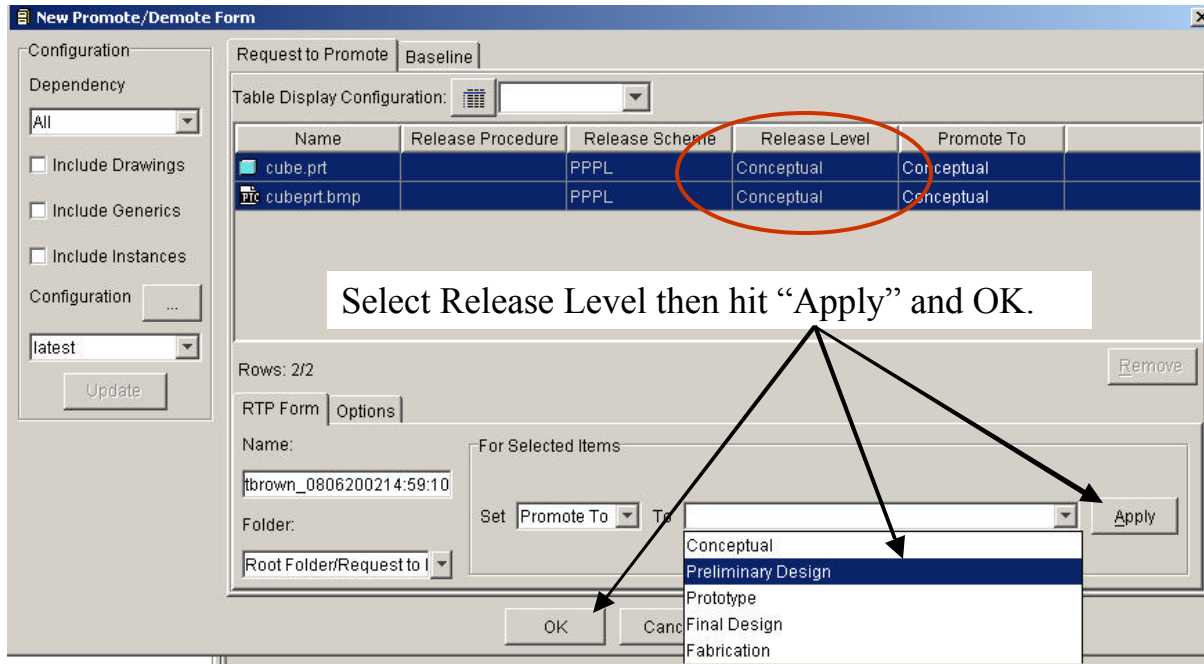 New Promote/Demote Form
Configuration
Dependency
All
Include Drawings
Include Generics
Include Instances
Configuration ...
latest
Update
Request to Promote Baseline
Table Display Configuration:
Name Release Procedure Release Scheme Release Level Promote To
cube.prt PPPL Conceptual Conceptual
PTC cubeprt.bmp PPPL Conceptual Conceptual
Select Release Level then hit “Apply” and OK.
Rows: 2/2 Remove
RTP Form Options
Name:
tbrown_0806200214:59:10
Folder:
Root Folder/Request to
For Selected Items
Set Promote To To Apply
Conceptual
Preliminary Design
Prototype
Final Design
Fabrication
OK Canc